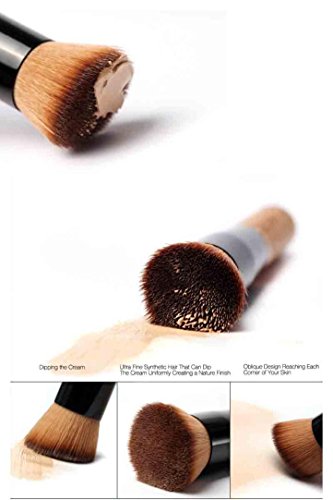 Dipping the Cream
Ultra Fine Synthetic Hair That Can Dip
The Cream Uniformly Creating a Nature Finish
Oblique Design Reaching Each
Corner of Your Skin